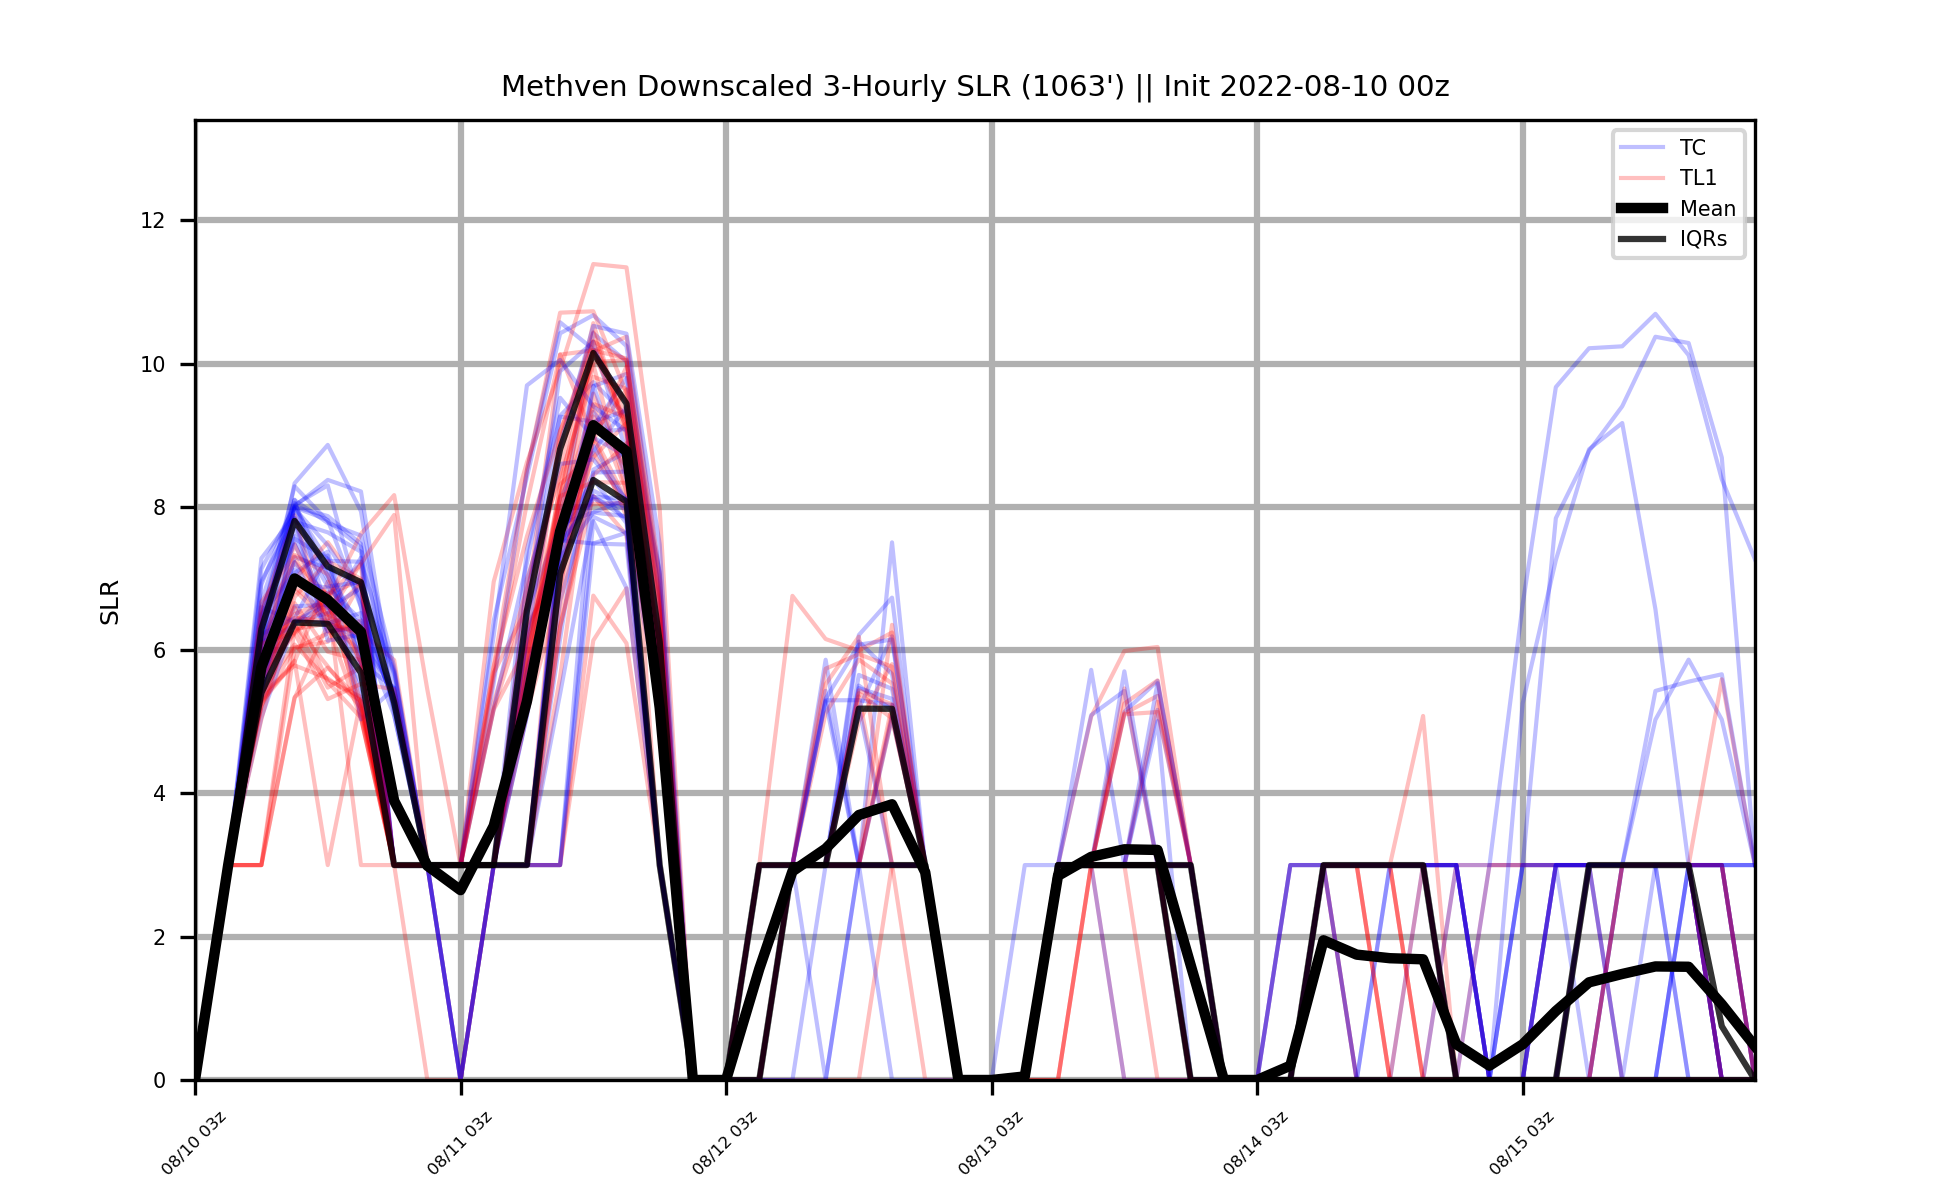 Methven Downscaled 3-Hourly SLR (1063') || Init 2022-08-10 00z
TC
TL1
Mean
IQRs
SLR
12
10
8
6
4
2
0
08/10 03z
08/11 03z
08/12 03z
08/13 03z
08/14 03z
08/15 03z